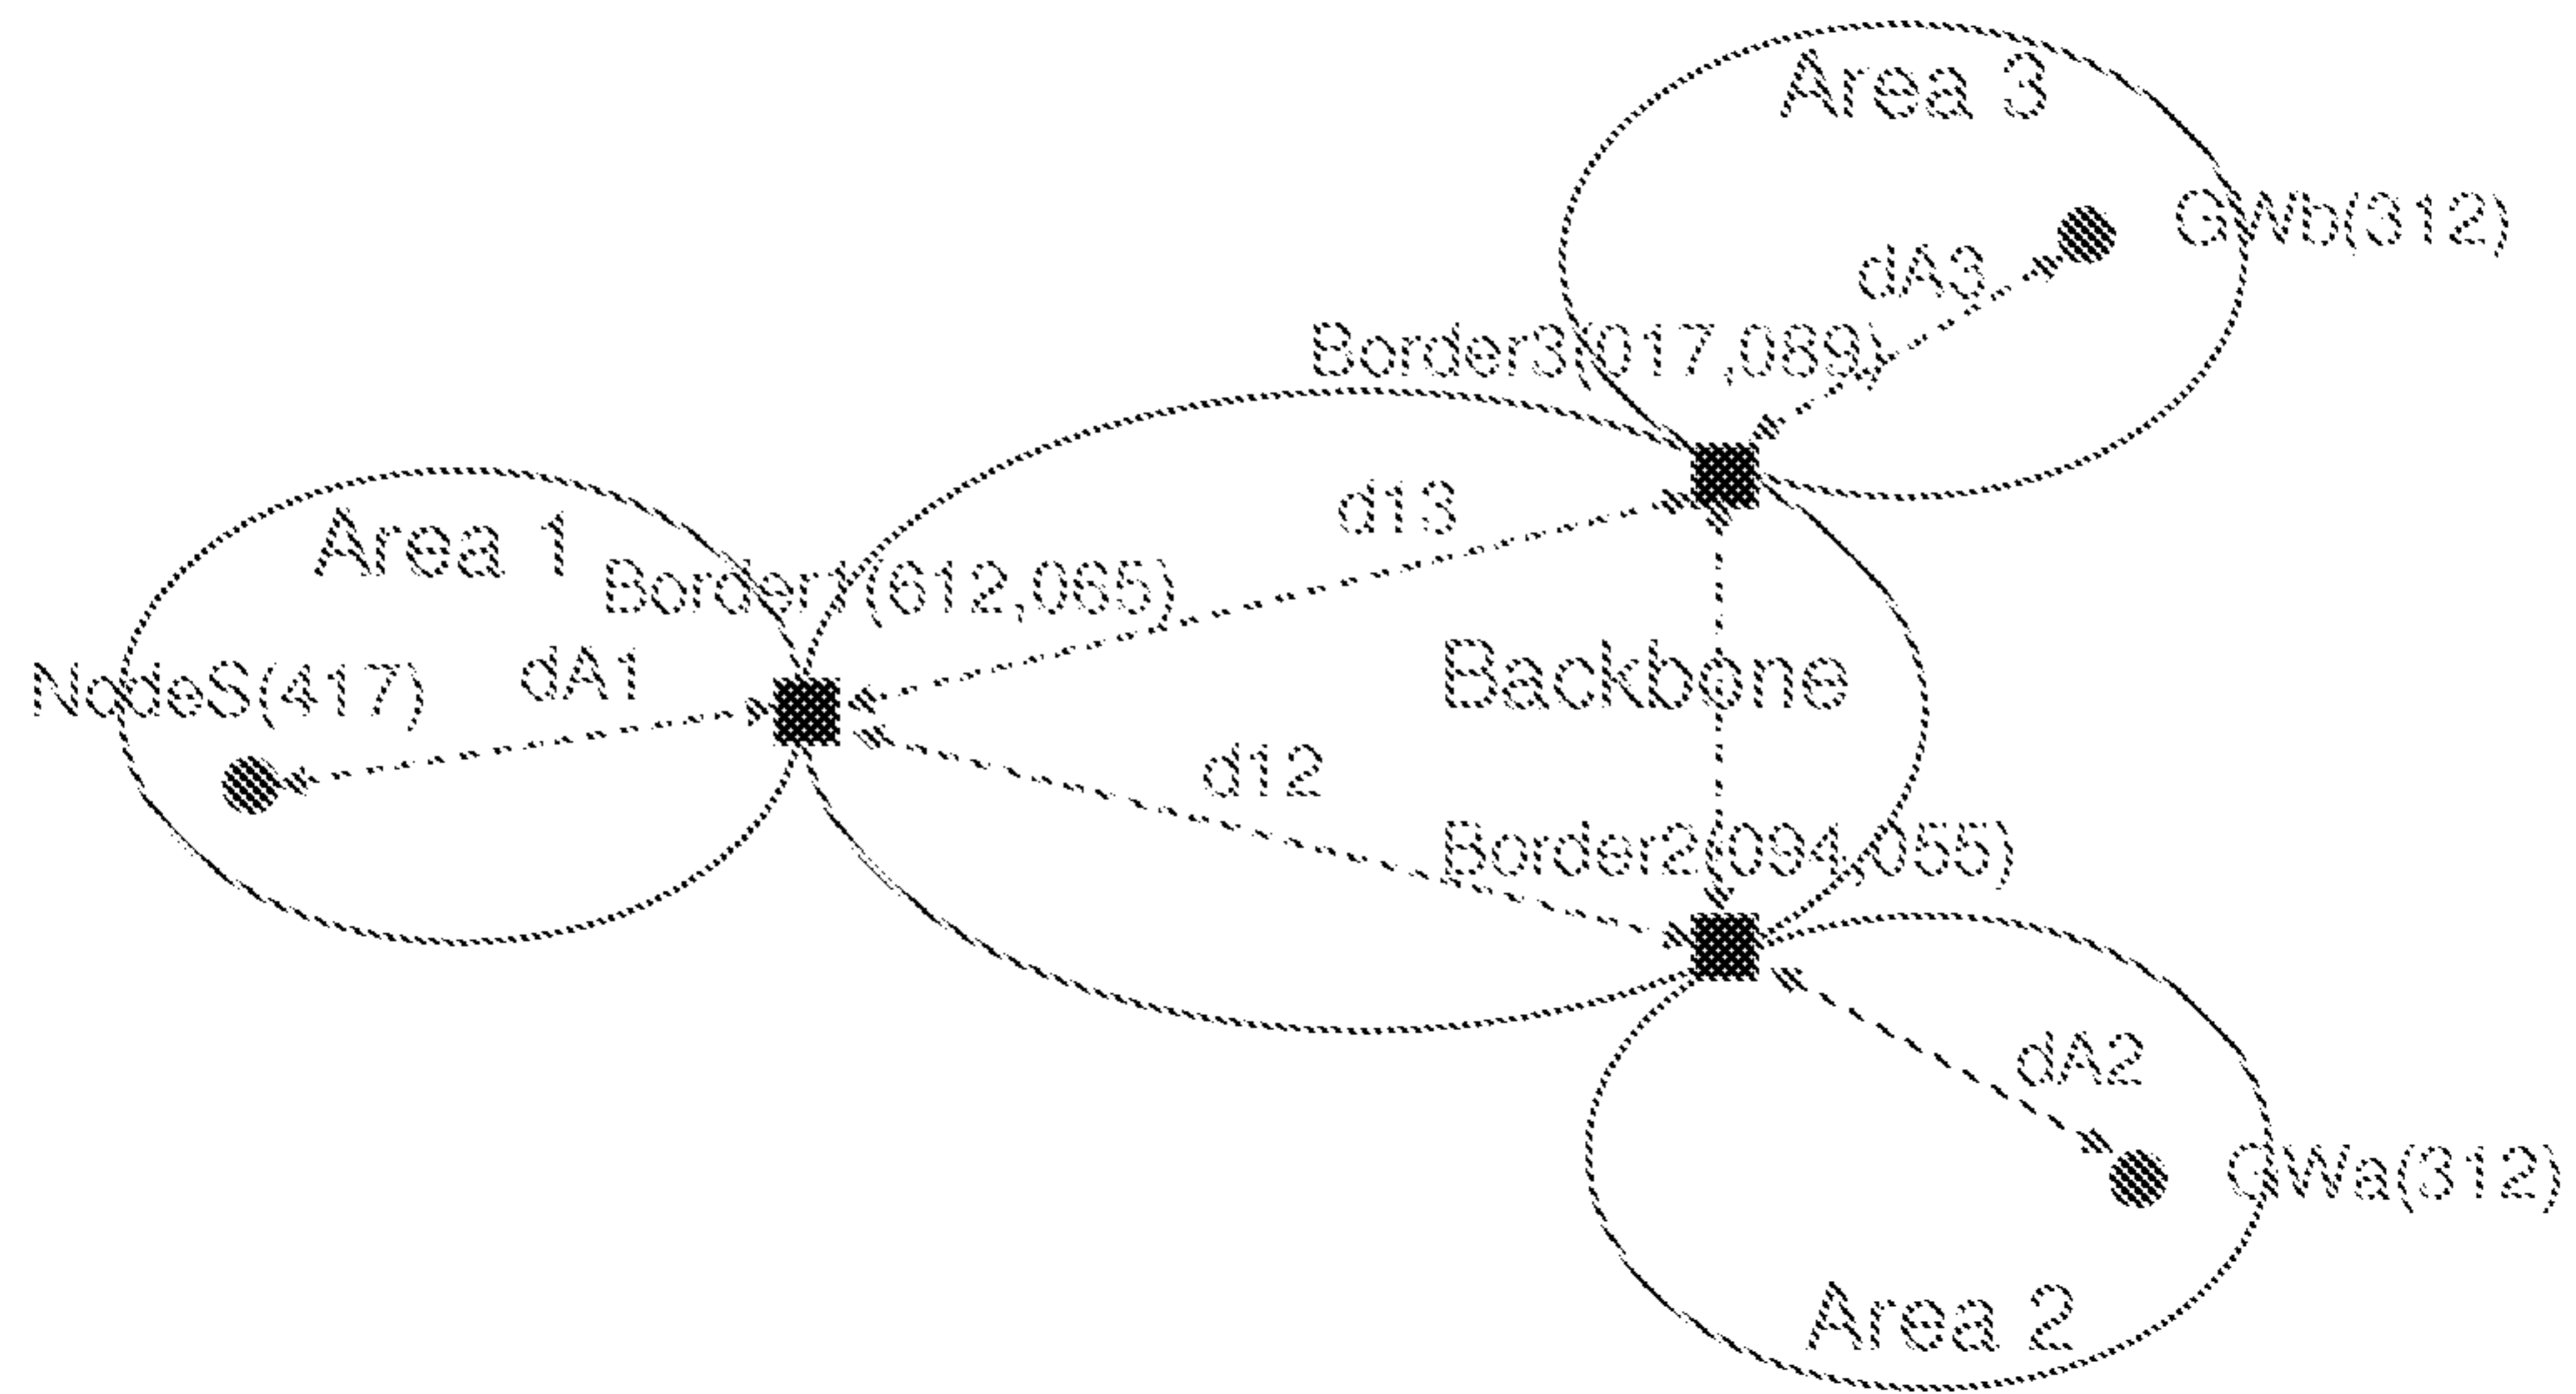 Area 3
GWb(312)
dA3
Border3(017,089)
d13
Area 1
Border1(612,065)
Backbone
dA1
NodeS(417)
d12
Border2(094,055)
dA2
GWa(312)
Area 2